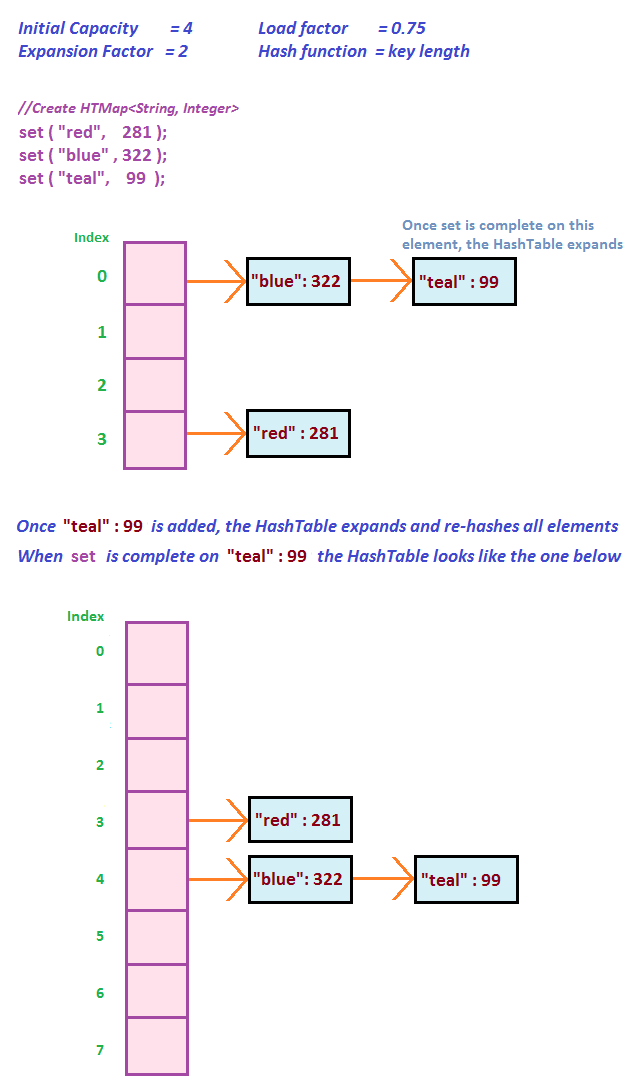 Initial Capacity = 4 Load factor = 0.75
Expansion Factor = 2 Hash function = key length
//Create HTMap<String, Integer>
set ( "red", 281 );
set ( "blue" , 322 );
set ( "teal", 99 );
Once set is complete on this
element, the HashTable expands
Index
0
"blue": 322
"teal" : 99
1
2
3
"red" : 281
Once "teal" : 99 is added, the HashTable expands and re-hashes all elements
When set is complete on "teal" : 99 the HashTable looks like the one below
Index
0
1
2
3
"red" : 281
4
"blue": 322
"teal" : 99
5
6
7